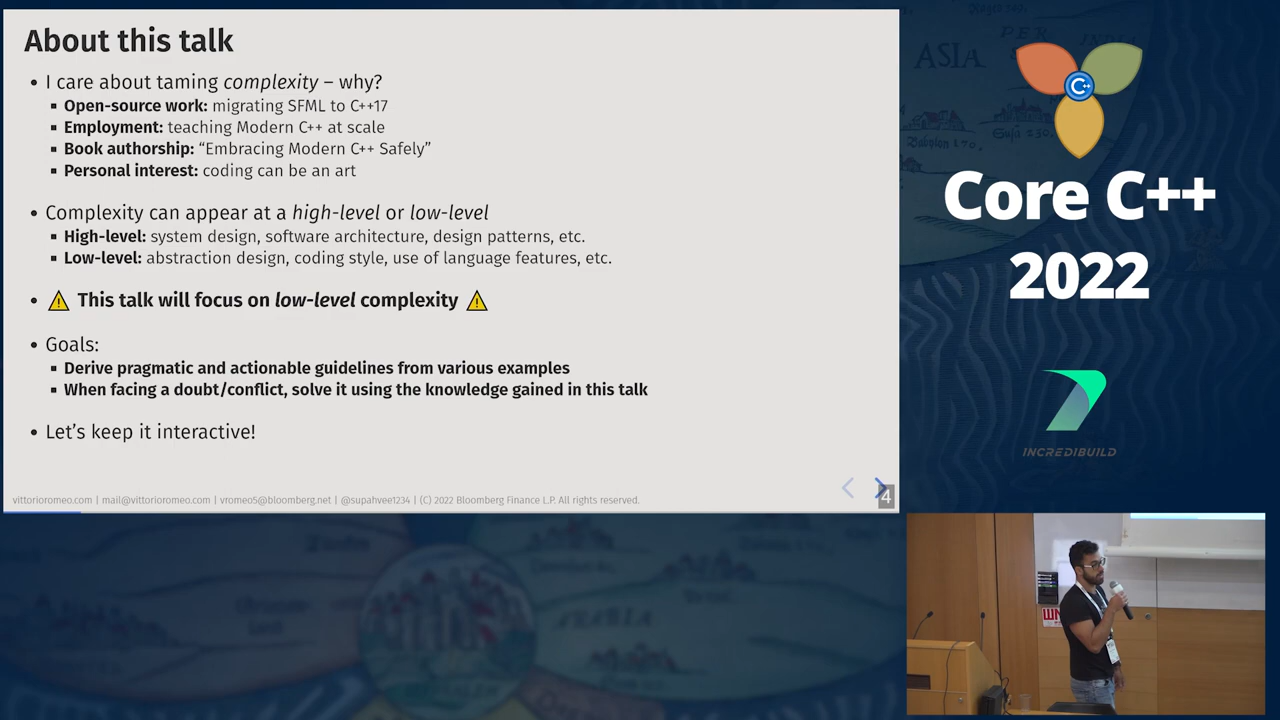 About this talk
• I care about taming complexity – why?
▪ Open-source work: migrating SFML to C++17
▪ Employment: teaching Modern C++ at scale
▪ Book authorship: “Embracing Modern C++ Safely”
▪ Personal interest: coding can be an art
• Complexity can appear at a high-level or low-level
▪ High-level: system design, software architecture, design patterns, etc.
▪ Low-level: abstraction design, coding style, use of language features, etc.
• ⚠ This talk will focus on low-level complexity ⚠
• Goals:
▪ Derive pragmatic and actionable guidelines from various examples
▪ When facing a doubt/conflict, solve it using the knowledge gained in this talk
• Let’s keep it interactive!
vittorioromeo.com | mail@vittorioromeo.com | vromeo5@bloomberg.net | @supahvee1234 | (C) 2022 Bloomberg Finance L.P. All rights reserved.
4
ASIA
PER
INDIA
Babylon
C++
Core C++
2022
INCREDIBUILD
ARABIA